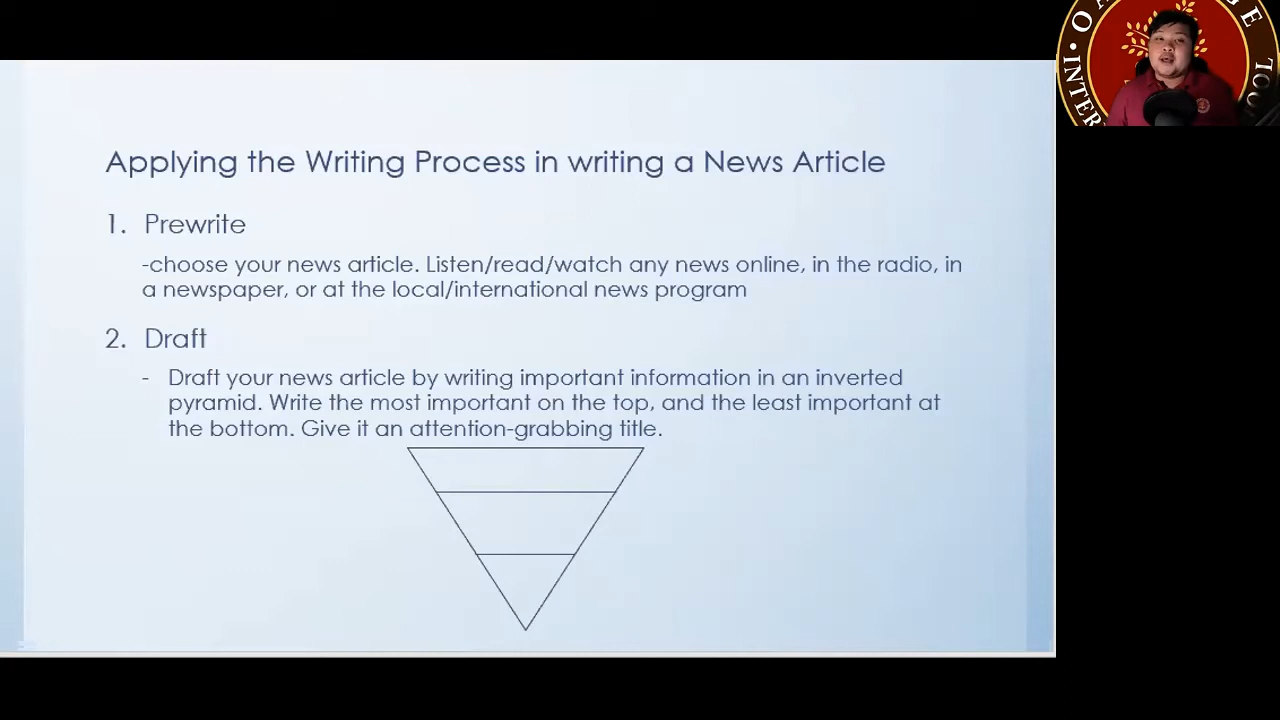 Applying the Writing Process in writing a News Article
1. Prewrite
-choose your news article. Listen/read/watch any news online, in the radio, in
a newspaper, or at the local/international news program
2. Draft
- Draft your news article by writing important information in an inverted
pyramid. Write the most important on the top, and the least important at
the bottom. Give it an attention-grabbing title.